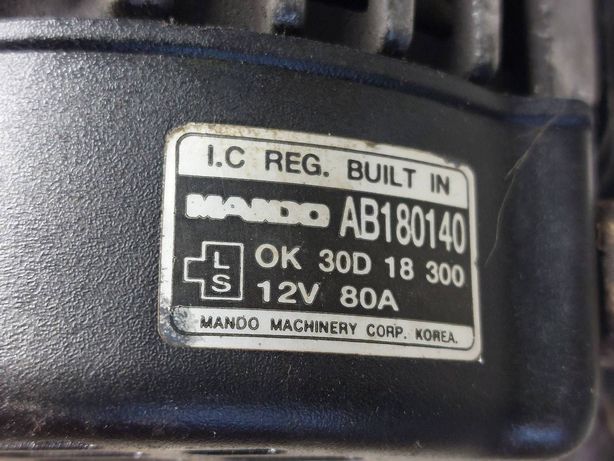 I.C REG. BUILT IN
MANDO AB180140
L S OK 30D 18 300
12V 80A
MANDO MACHINERY CORP. KOREA.